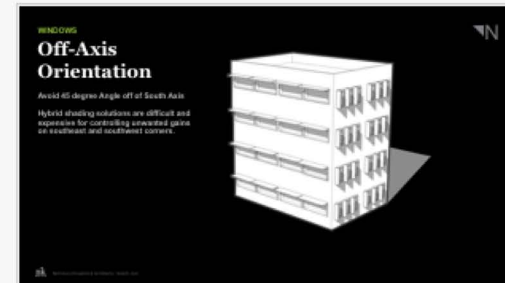 WINDOWS
Off-Axis
Orientation
Avoid 45 degree Angle off of South Axis
Hybrid shading solutions are difficult and
expensive for controlling unwanted gains
on southeast and southwest corners.
N